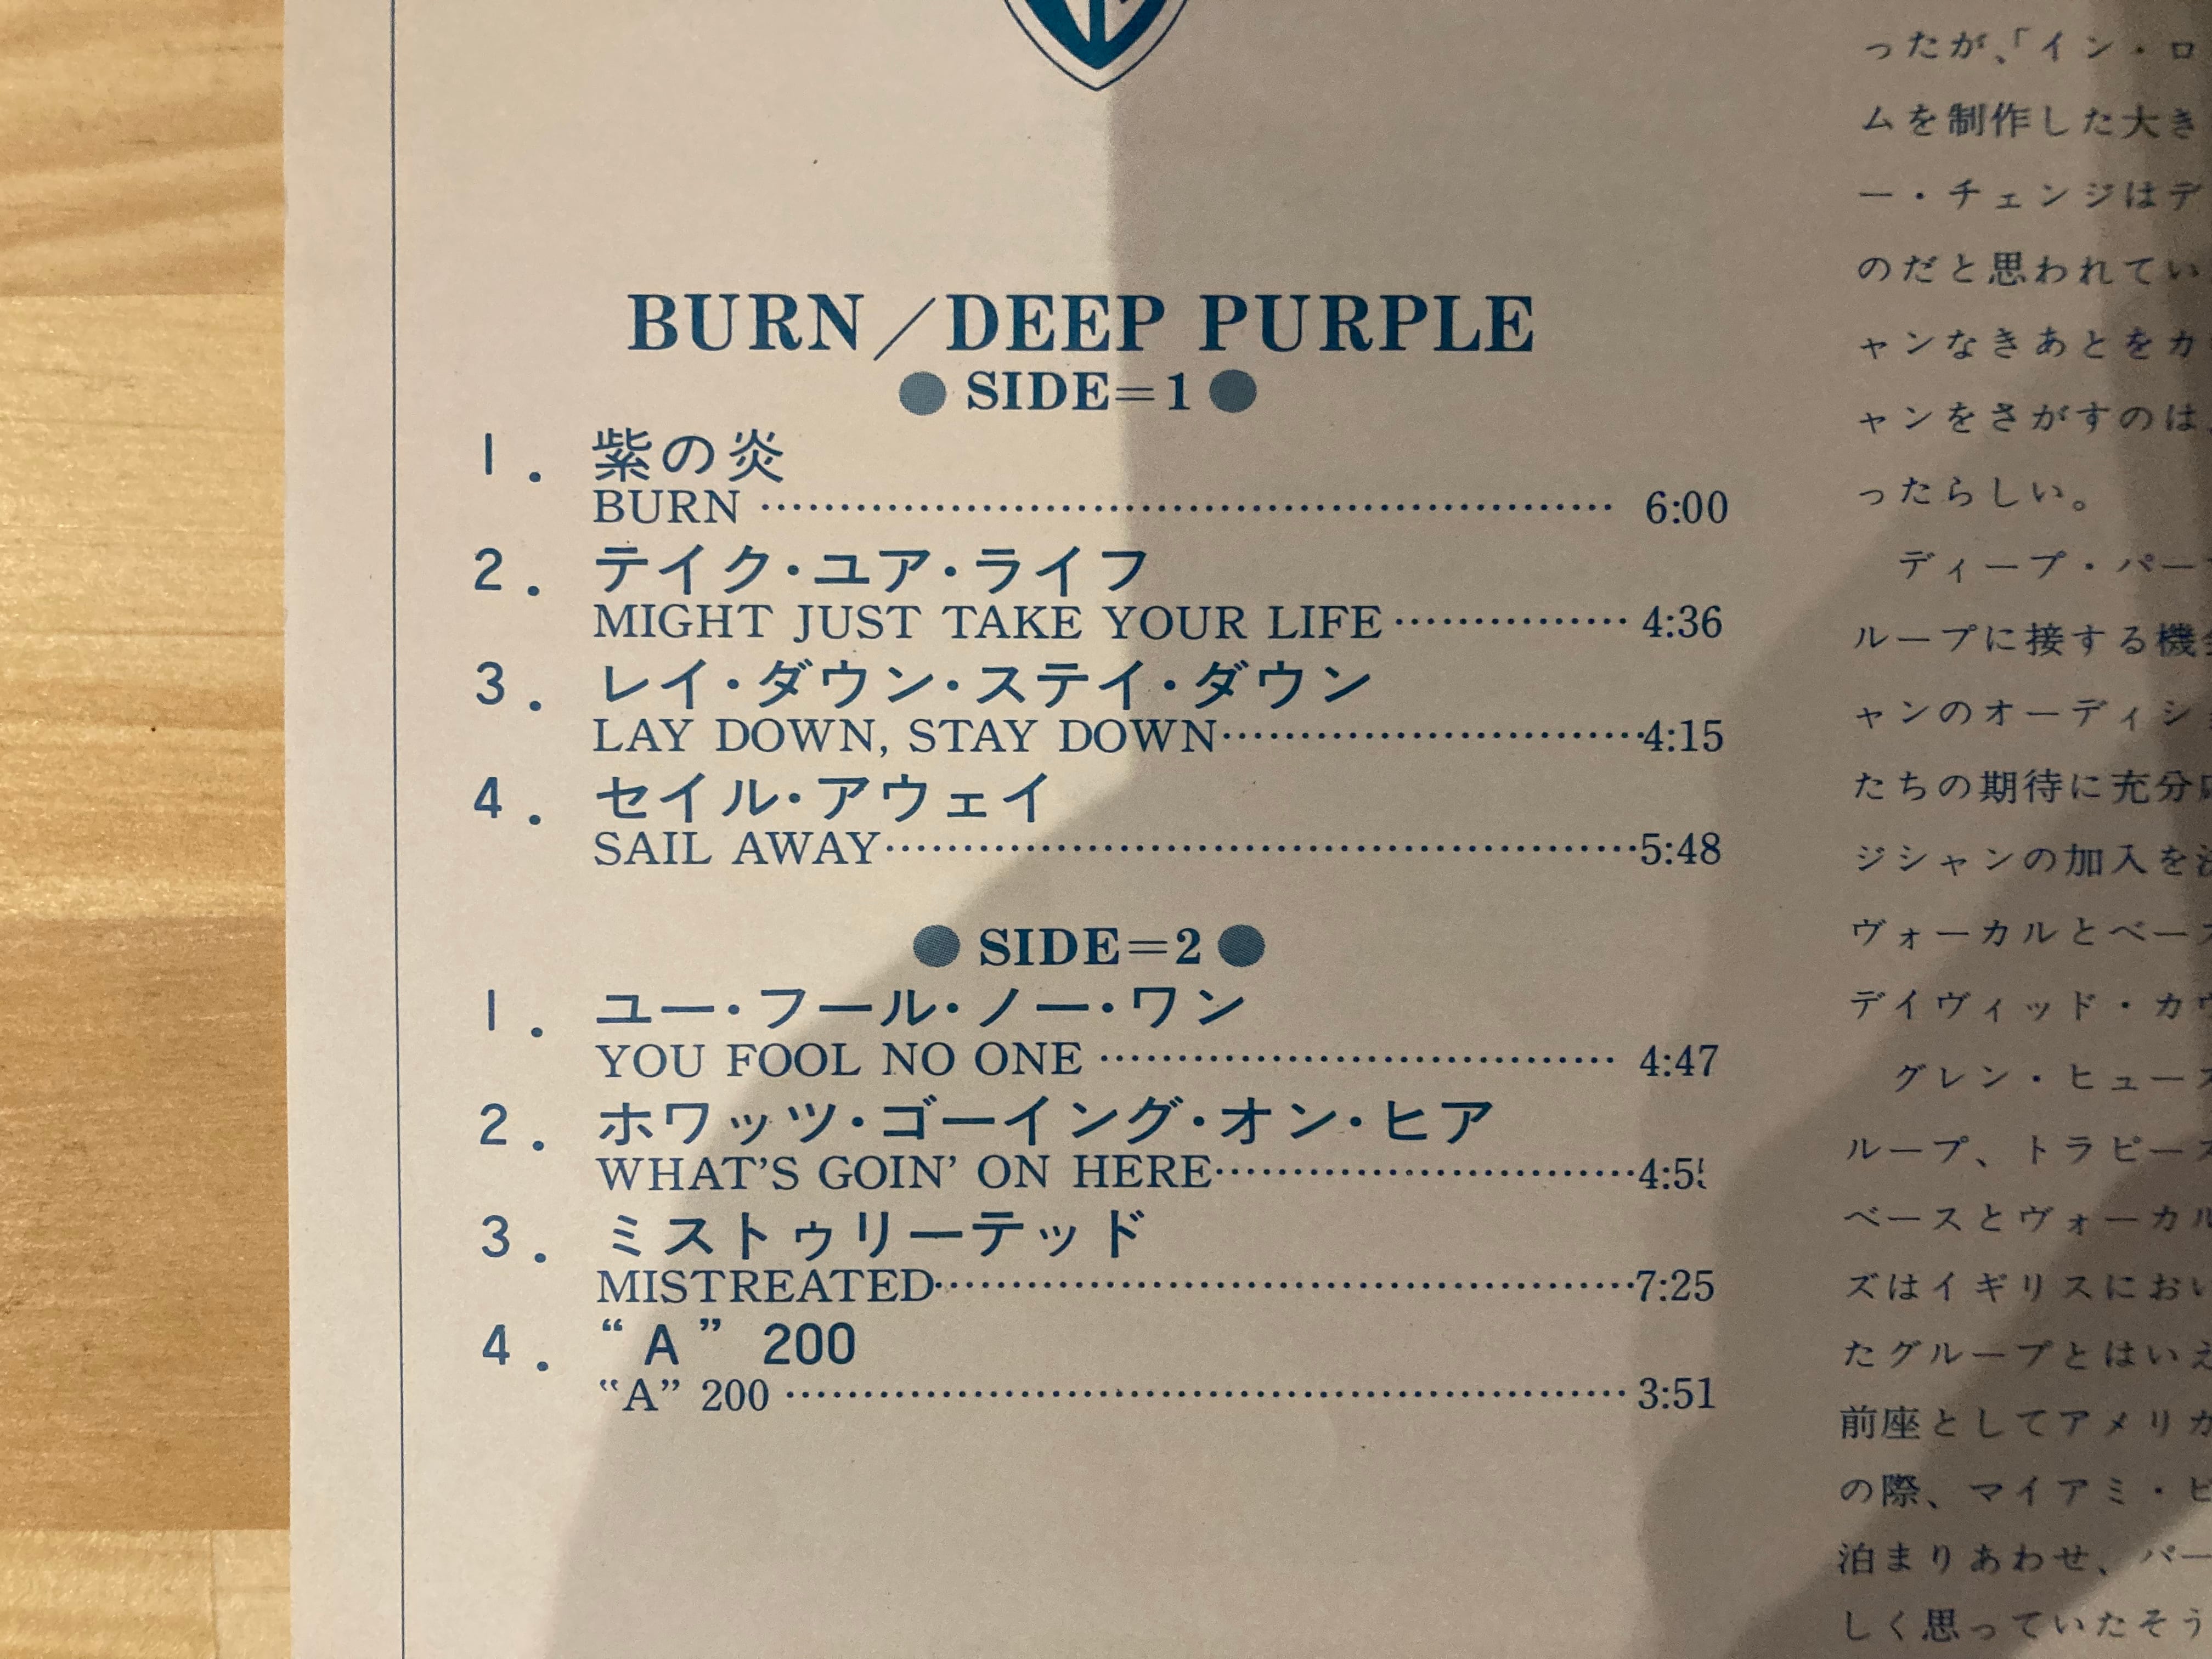 BURN／DEEP PURPLE
● SIDE=1 ●
1. 紫の炎
BURN ………… 6:00
2. テイク・ユア・ライフ
MIGHT JUST TAKE YOUR LIFE ………… 4:36
3. レイ・ダウン・ステイ・ダウン
LAY DOWN, STAY DOWN ………… 4:15
4. セイル・アウェイ
SAIL AWAY ………… 5:48
● SIDE=2 ●
1. ユー・フール・ノー・ワン
YOU FOOL NO ONE ………… 4:47
2. ホワッツ・ゴーイング・オン・ヒア
WHAT'S GOIN' ON HERE ………… 4:55
3. ミストゥリーテッド
MISTREATED ………… 7:25
4. “A” 200
“A” 200 ………… 3:51
ったが、「イン・ロ
ムを制作した大き
ー・チェンジはデ
のだと思われてい
ャンなきあとをカ
ャンをさがすのは、
ったらしい。
ディープ・パー
ループに接する機
ャンのオーディシ
たちの期待に充分
ジシャンの加入を
ヴォーカルとベー
デイヴィッド・カ
グレン・ヒュー
ループ、トラピー
ベースとヴォーカル
ズはイギリスにおい
たグループとはいえ
前座としてアメリカ
の際、マイアミ・ビ
泊まりあわせ、パー
しく思っていたそう